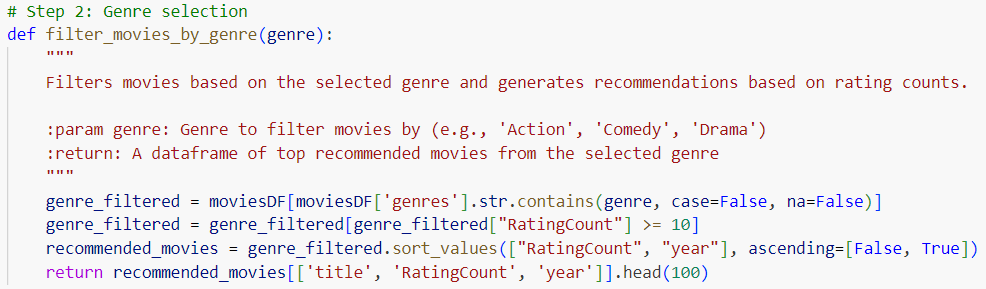 # Step 2: Genre selection
def filter_movies_by_genre(genre):
    """
    Filters movies based on the selected genre and generates recommendations based on rating counts.

    :param genre: Genre to filter movies by (e.g., 'Action', 'Comedy', 'Drama')
    :return: A dataframe of top recommended movies from the selected genre
    """
    genre_filtered = moviesDF[moviesDF['genres'].str.contains(genre, case=False, na=False)]
    genre_filtered = genre_filtered[genre_filtered["RatingCount"] >= 10]
    recommended_movies = genre_filtered.sort_values(["RatingCount", "year"], ascending=[False, True])
    return recommended_movies[['title', 'RatingCount', 'year']].head(100)